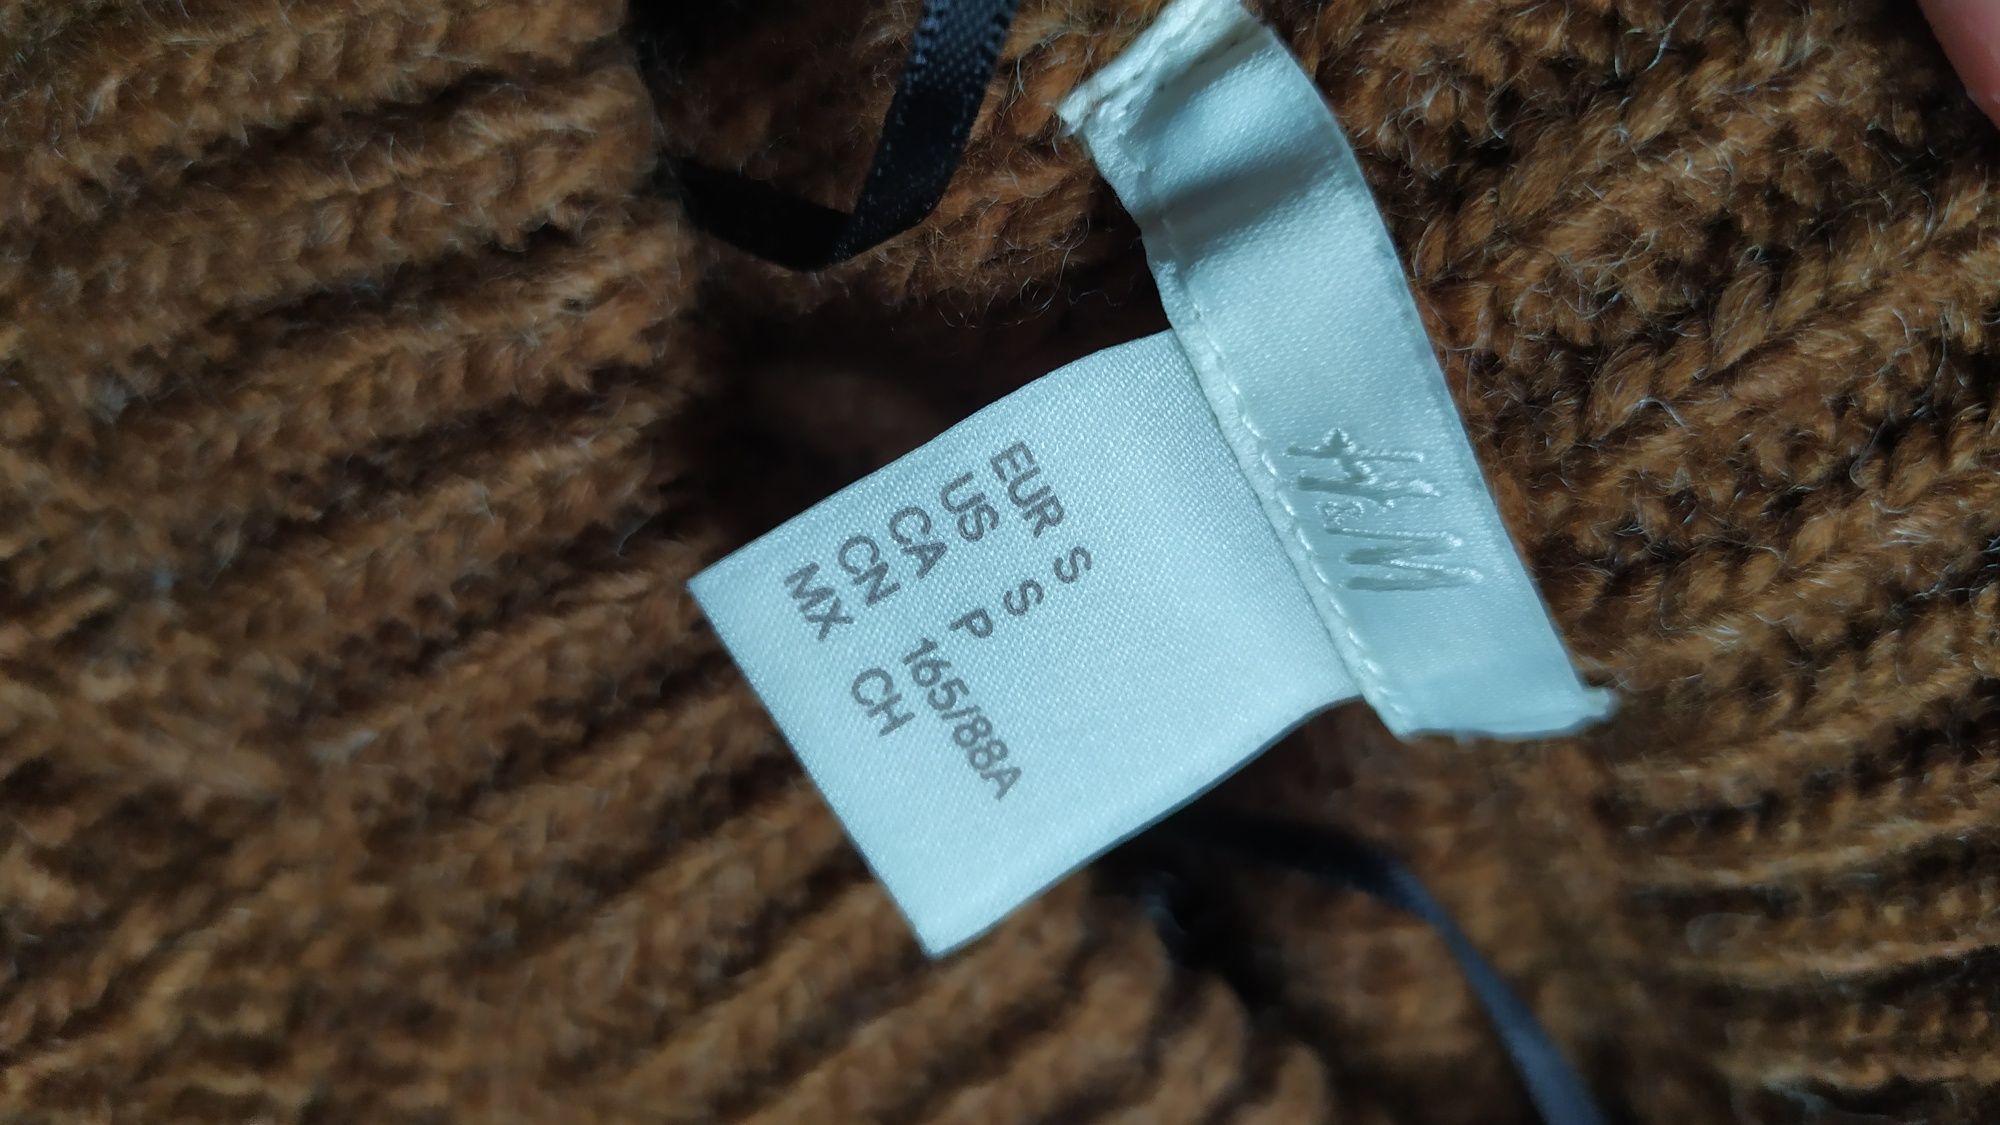 H&M
EUR S
US S
CA P
CN 165/88A
MX CH